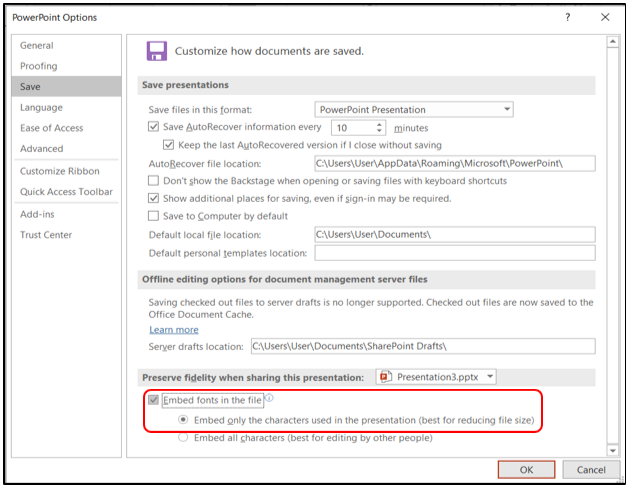 PowerPoint Options
?
General
Proofing
Save
Language
Ease of Access
Advanced
Customize Ribbon
Quick Access Toolbar
Add-ins
Trust Center
Customize how documents are saved.
Save presentations
Save files in this format: PowerPoint Presentation
Save AutoRecover information every 10 minutes
Keep the last AutoRecovered version if I close without saving
AutoRecover file location: C:\Users\User\AppData\Roaming\Microsoft\PowerPoint\
Don't show the Backstage when opening or saving files with keyboard shortcuts
Show additional places for saving, even if sign-in may be required.
Save to Computer by default
Default local file location: C:\Users\User\Documents\
Default personal templates location:
Offline editing options for document management server files
Saving checked out files to server drafts is no longer supported. Checked out files are now saved to the
Office Document Cache.
Learn more
Server drafts location: C:\Users\User\Documents\SharePoint Drafts\
Preserve fidelity when sharing this presentation: Presentation3.pptx
Embed fonts in the file
Embed only the characters used in the presentation (best for reducing file size)
Embed all characters (best for editing by other people)
OK Cancel